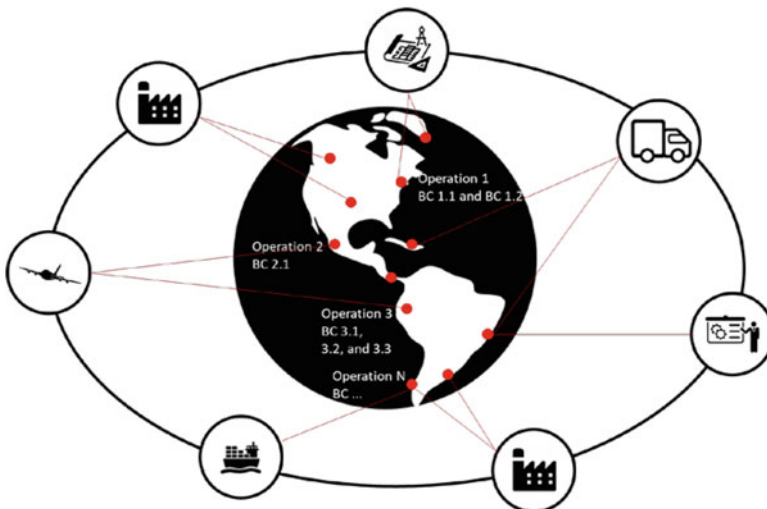 Operation 1
BC 1.1 and BC 1.2
Operation 2
BC 2.1
Operation 3
BC 3.1,
3.2, and 3.3
Operation N
BC ...